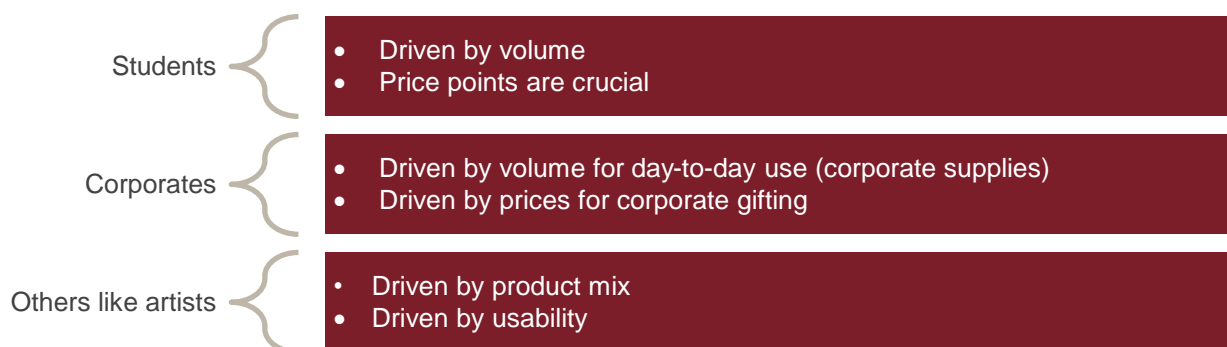 Students
• Driven by volume
• Price points are crucial
Corporates
• Driven by volume for day-to-day use (corporate supplies)
• Driven by prices for corporate gifting
Others like artists
• Driven by product mix
• Driven by usability